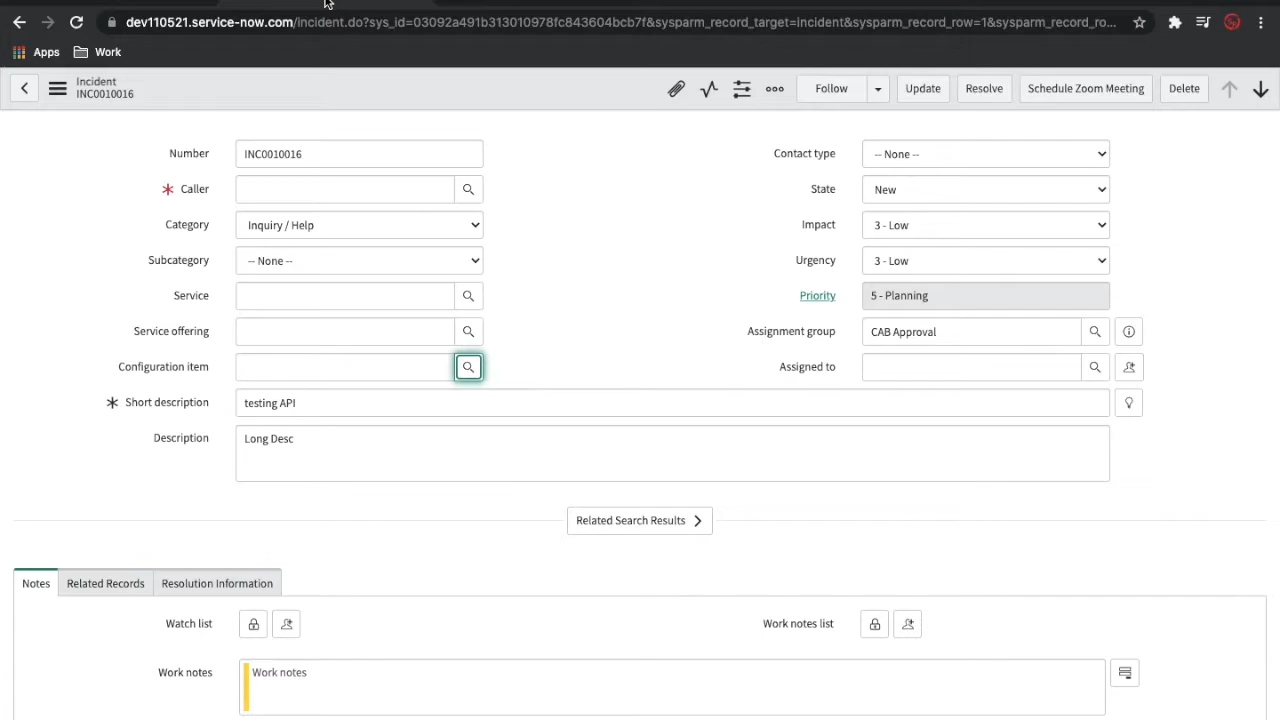 dev110521.service-now.com/incident.do?sys_id=03092a491b313010978fc843604bcb7f&sysparm_record_target=incident&sysparm_record_row=1&sysparm_record_ro...
Apps Work
Incident
INC0010016
Follow Update Resolve Schedule Zoom Meeting Delete
Number INC0010016 Contact type -- None --
Caller State New
Category Inquiry / Help Impact 3 - Low
Subcategory -- None -- Urgency 3 - Low
Service Priority 5 - Planning
Service offering Assignment group CAB Approval
Configuration item Assigned to
Short description testing API
Description Long Desc
Related Search Results
Notes Related Records Resolution Information
Watch list Work notes list
Work notes Work notes